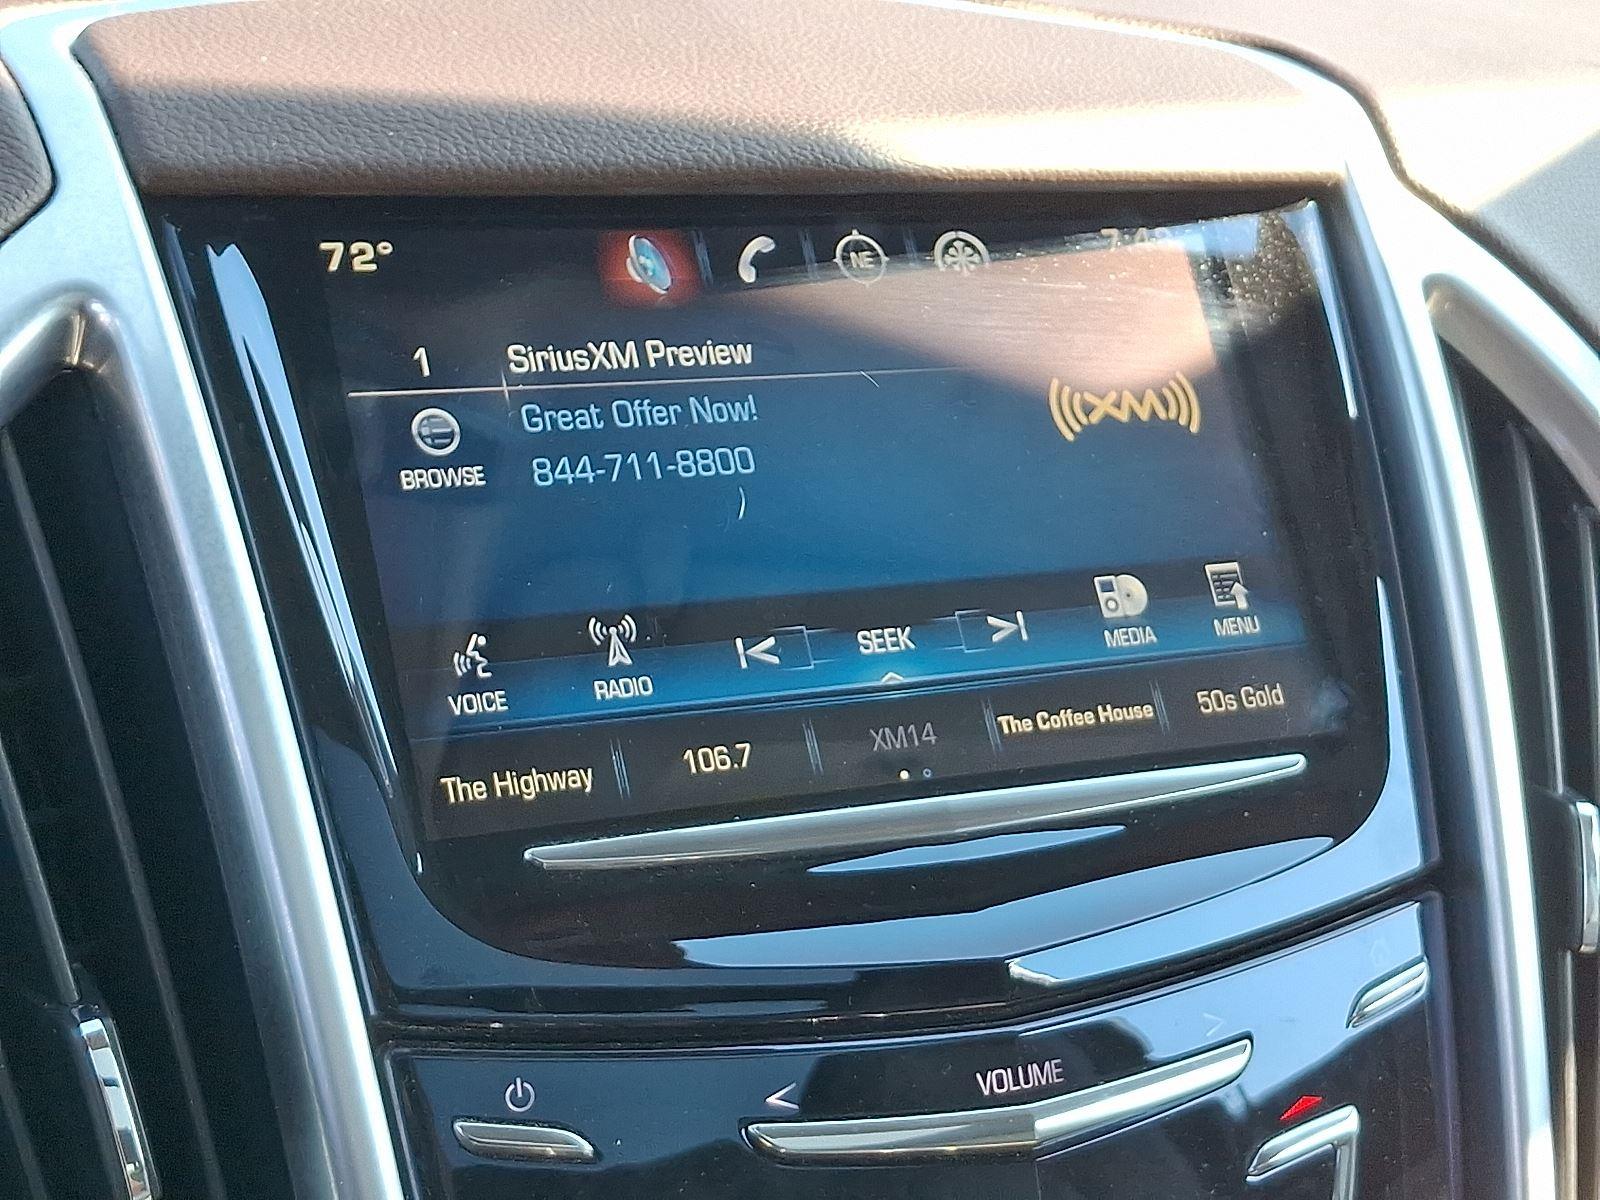 72°
NE
1 SiriusXM Preview
Great Offer Now!
BROWSE
844-711-8800
((((XM))))
VOICE
RADIO
SEEK
MEDIA
MENU
The Highway
106.7
XM14
The Coffee House
50s Gold
VOLUME